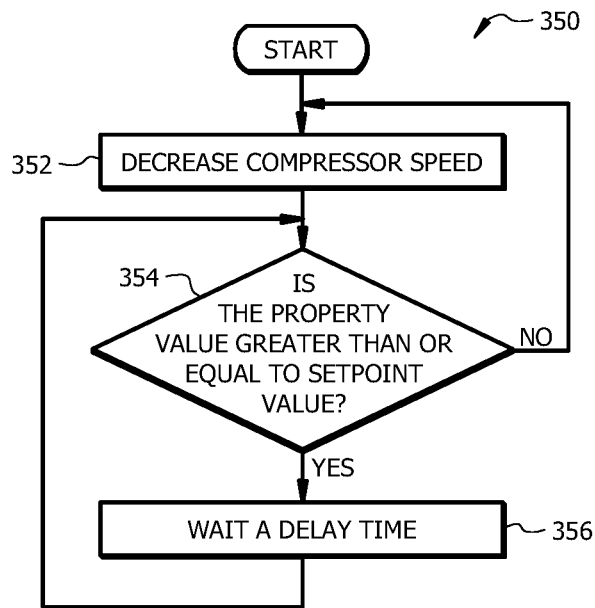 350
START
352
DECREASE COMPRESSOR SPEED
354
IS
THE PROPERTY
VALUE GREATER THAN OR
EQUAL TO SETPOINT
VALUE?
NO
YES
WAIT A DELAY TIME
356